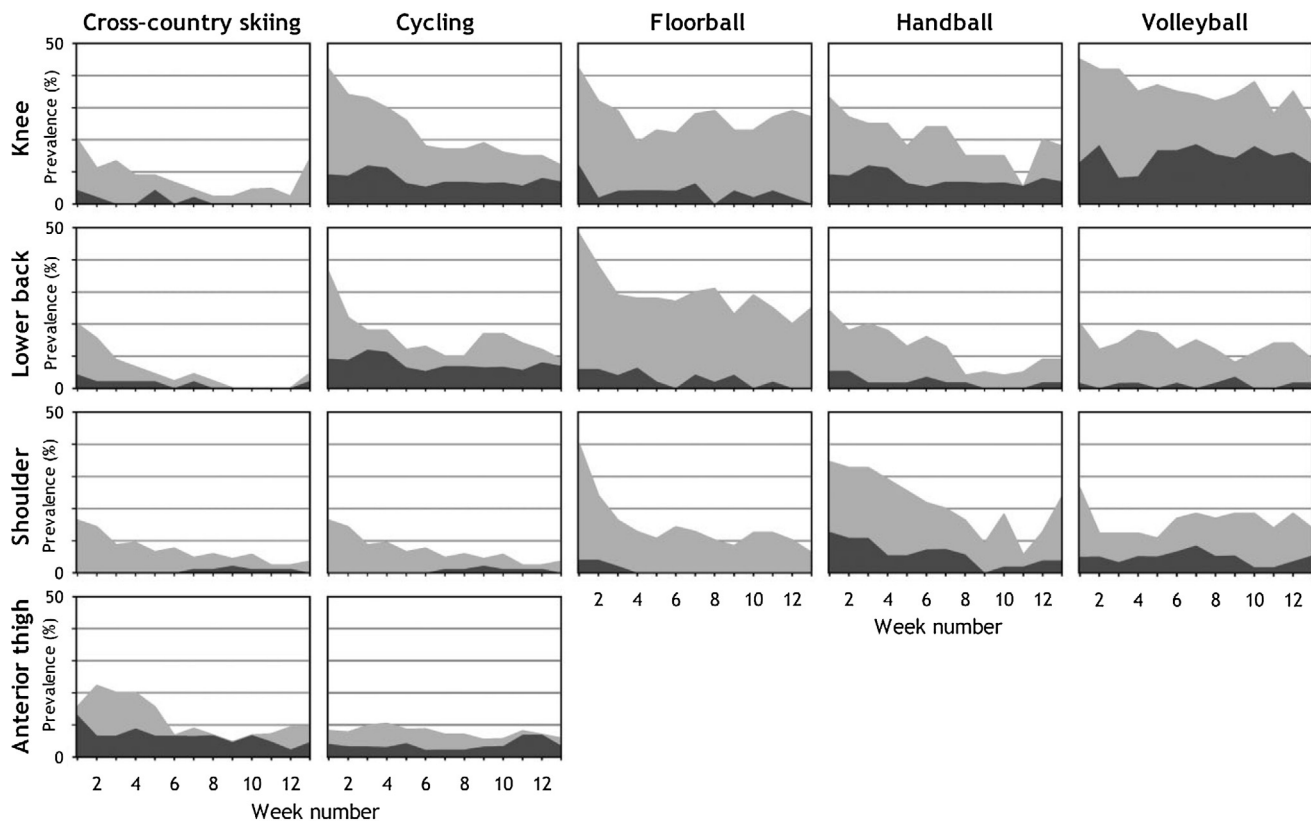 Cross-country skiing Cycling Floorball Handball Volleyball
50
Knee
Prevalence (%)
0
50
Lower back
Prevalence (%)
0
50
Shoulder
Prevalence (%)
0
2 4 6 8 10 12 2 4 6 8 10 12 2 4 6 8 10 12
Week number
50
Anterior thigh
Prevalence (%)
0
2 4 6 8 10 12 2 4 6 8 10 12
Week number